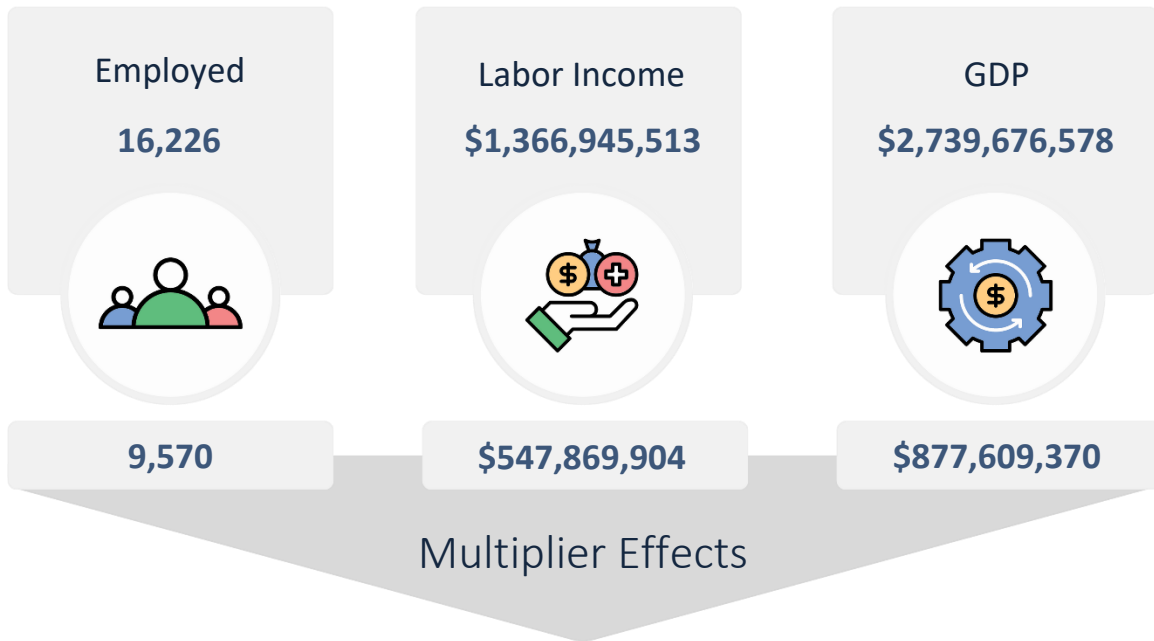 Employed
16,226
Labor Income
$1,366,945,513
GDP
$2,739,676,578
9,570
$547,869,904
$877,609,370
Multiplier Effects